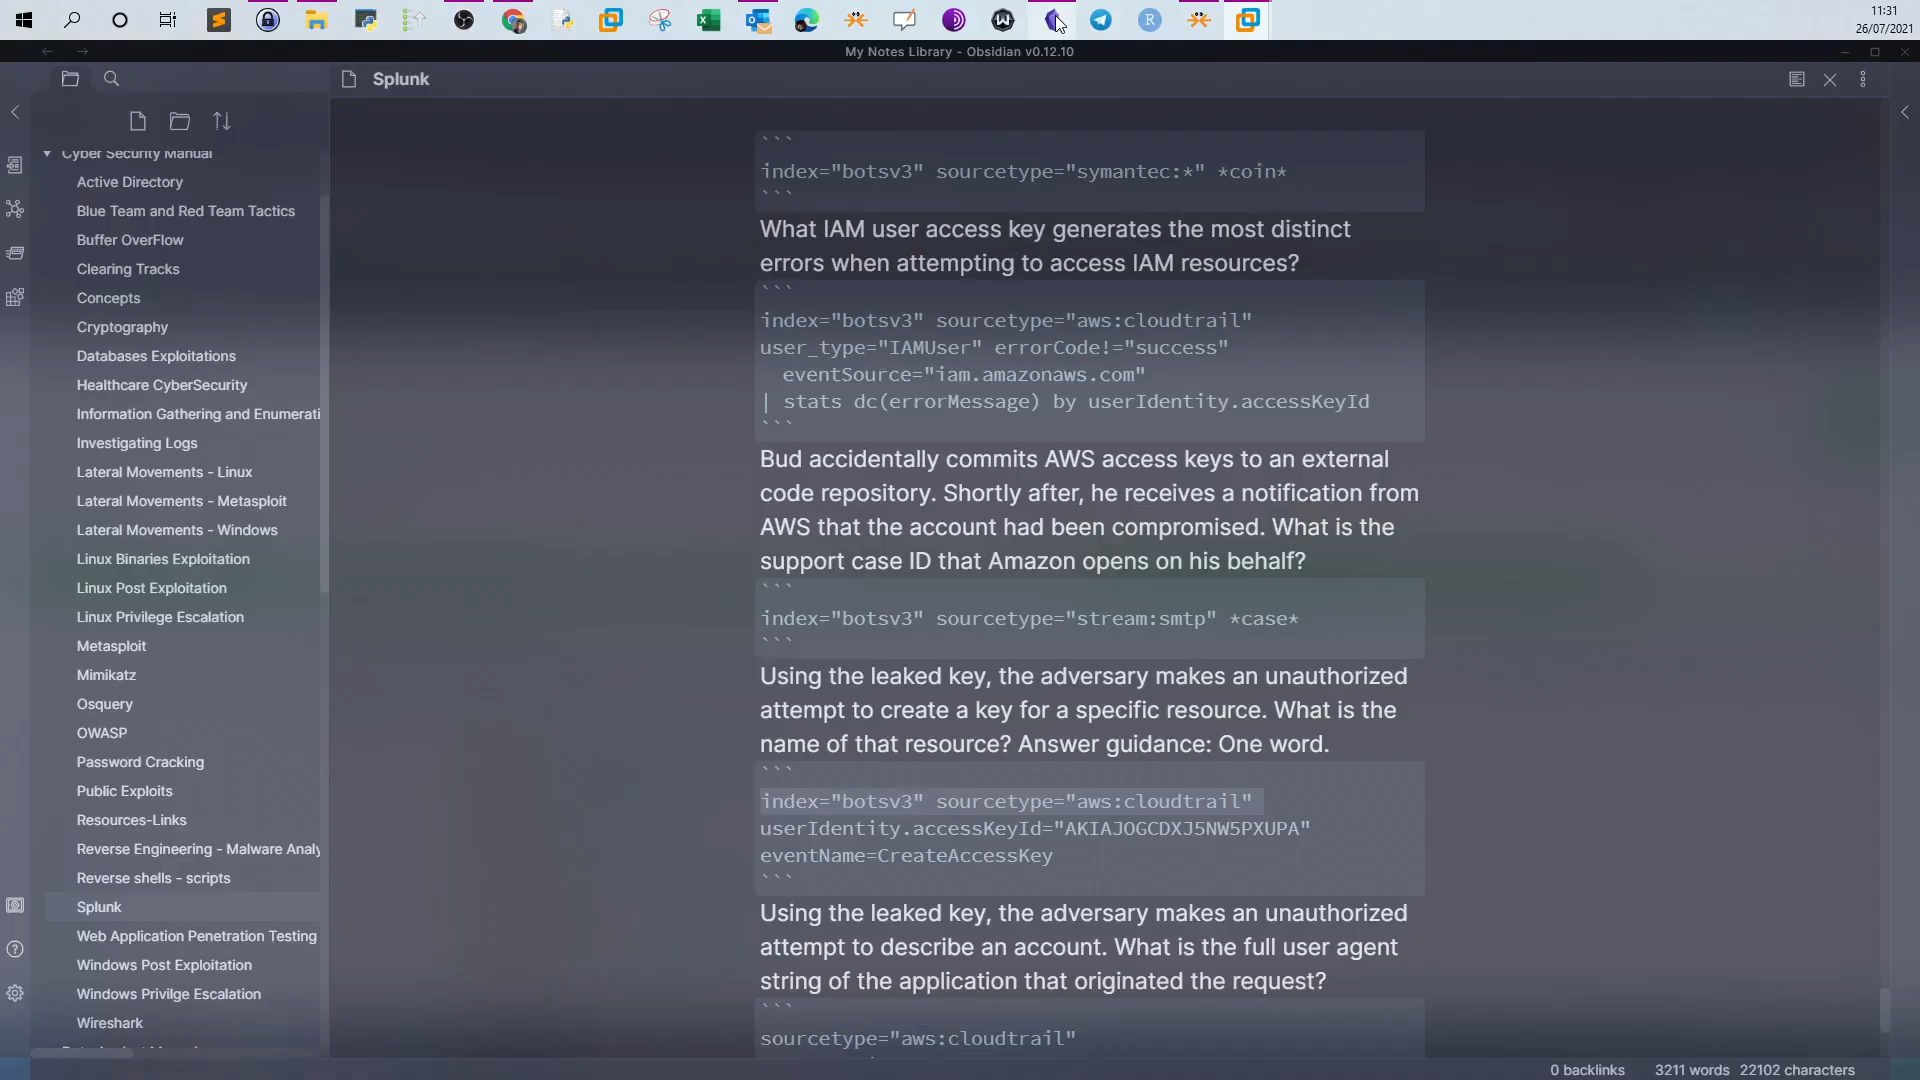 11:31
26/07/2021
My Notes Library - Obsidian v0.12.10
Splunk
Cyber Security Manual
Active Directory
Blue Team and Red Team Tactics
Buffer OverFlow
Clearing Tracks
Concepts
Cryptography
Databases Exploitations
Healthcare CyberSecurity
Information Gathering and Enumerati
Investigating Logs
Lateral Movements - Linux
Lateral Movements - Metasploit
Lateral Movements - Windows
Linux Binaries Exploitation
Linux Post Exploitation
Linux Privilege Escalation
Metasploit
Mimikatz
Osquery
OWASP
Password Cracking
Public Exploits
Resources-Links
Reverse Engineering - Malware Analy
Reverse shells - scripts
Splunk
Web Application Penetration Testing
Windows Post Exploitation
Windows Privilge Escalation
Wireshark
```
index="botsv3" sourcetype="symantec:*" *coin*
```
What IAM user access key generates the most distinct
errors when attempting to access IAM resources?
```
index="botsv3" sourcetype="aws:cloudtrail"
user_type="IAMUser" errorCode!="success"
eventSource="iam.amazonaws.com"
| stats dc(errorMessage) by userIdentity.accessKeyId
```
Bud accidentally commits AWS access keys to an external
code repository. Shortly after, he receives a notification from
AWS that the account had been compromised. What is the
support case ID that Amazon opens on his behalf?
```
index="botsv3" sourcetype="stream:smtp" *case*
```
Using the leaked key, the adversary makes an unauthorized
attempt to create a key for a specific resource. What is the
name of that resource? Answer guidance: One word.
```
index="botsv3" sourcetype="aws:cloudtrail"
userIdentity.accessKeyId="AKIAJOGCDXJ5NW5PXUPA"
eventName=CreateAccessKey
```
Using the leaked key, the adversary makes an unauthorized
attempt to describe an account. What is the full user agent
string of the application that originated the request?
```
sourcetype="aws:cloudtrail"
0 backlinks
3211 words
22102 characters